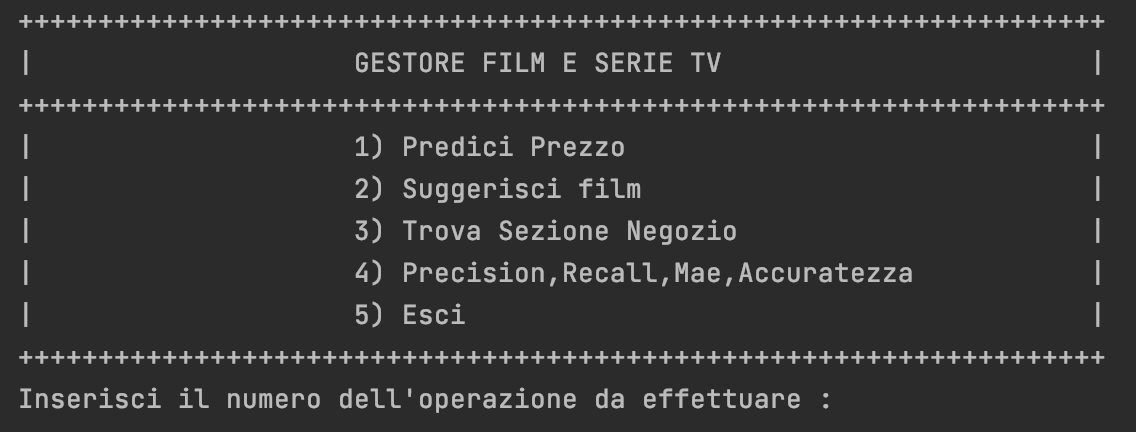 ++++++++++++++++++++++++++++++++++++++++++++++++++++++++++++++++++++
|                    GESTORE FILM E SERIE TV                       |
++++++++++++++++++++++++++++++++++++++++++++++++++++++++++++++++++++
|                    1) Predici Prezzo                             |
|                    2) Suggerisci film                            |
|                    3) Trova Sezione Negozio                      |
|                    4) Precision,Recall,Mae,Accuratezza           |
|                    5) Esci                                       |
++++++++++++++++++++++++++++++++++++++++++++++++++++++++++++++++++++
Inserisci il numero dell'operazione da effettuare :